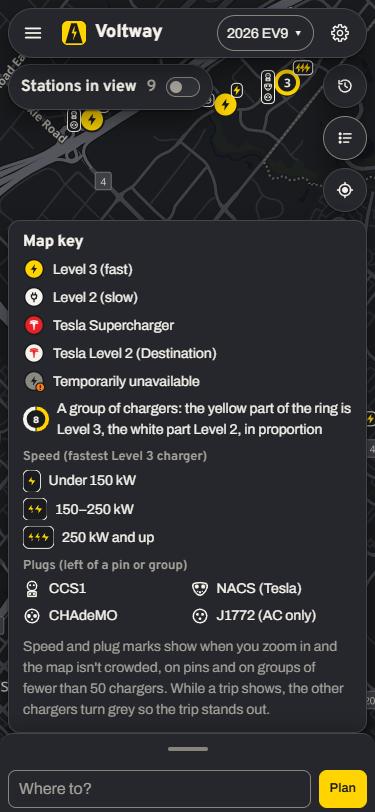 Voltway
2026 EV9
Stations in view 9
3
4
Map key
Level 3 (fast)
Level 2 (slow)
Tesla Supercharger
Tesla Level 2 (Destination)
Temporarily unavailable
8
A group of chargers: the yellow part of the ring is
Level 3, the white part Level 2, in proportion
Speed (fastest Level 3 charger)
Under 150 kW
150–250 kW
250 kW and up
Plugs (left of a pin or group)
CCS1
NACS (Tesla)
CHAdeMO
J1772 (AC only)
Speed and plug marks show when you zoom in and
the map isn't crowded, on pins and on groups of
fewer than 50 chargers. While a trip shows, the other
chargers turn grey so the trip stands out.
Where to?
Plan